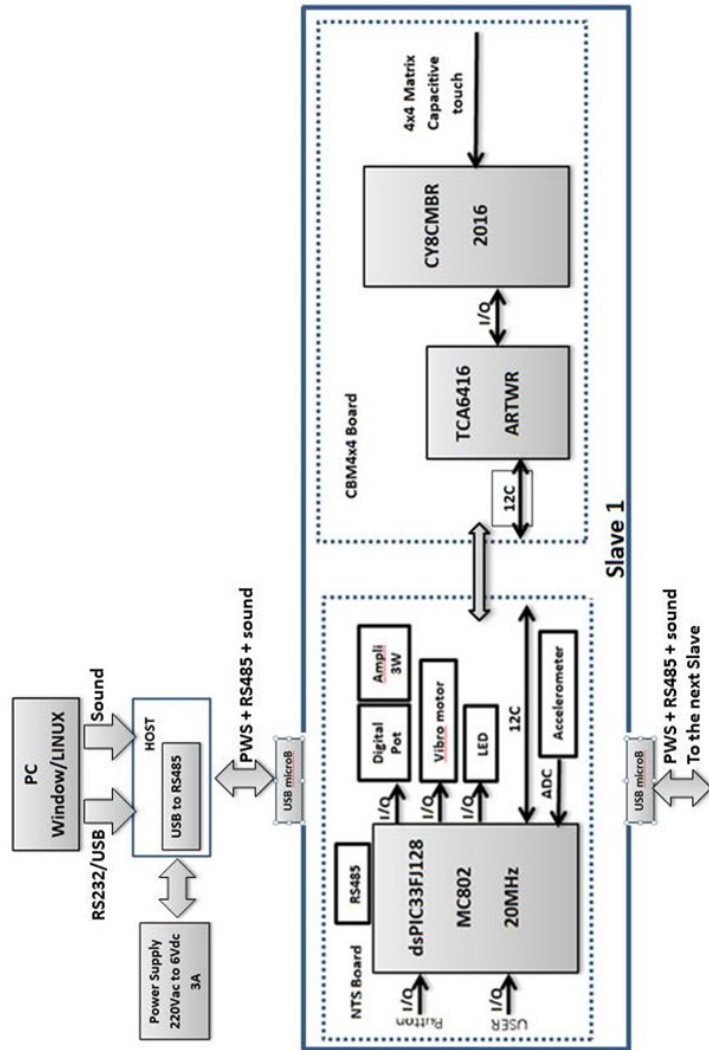 PC
Window/LINUX
RS232/USB
Sound
HOST
USB to RS485
Power Supply
220Vac to 6Vdc
3A
PWS + RS485 + sound
USB microB
NTS Board
RS485
dsPIC33FJ128
MC802
20MHz
Button
I/O
USER
I/O
I/O
Digital
Pot
Ampli
3W
I/O
Vibro motor
I/O
LED
12C
ADC
Accelerometer
CBM4x4 Board
12C
TCA6416
ARTWR
I/O
CY8CMBR
2016
4x4 Matrix
Capacitive
touch
Slave 1
USB microB
PWS + RS485 + sound
To the next Slave